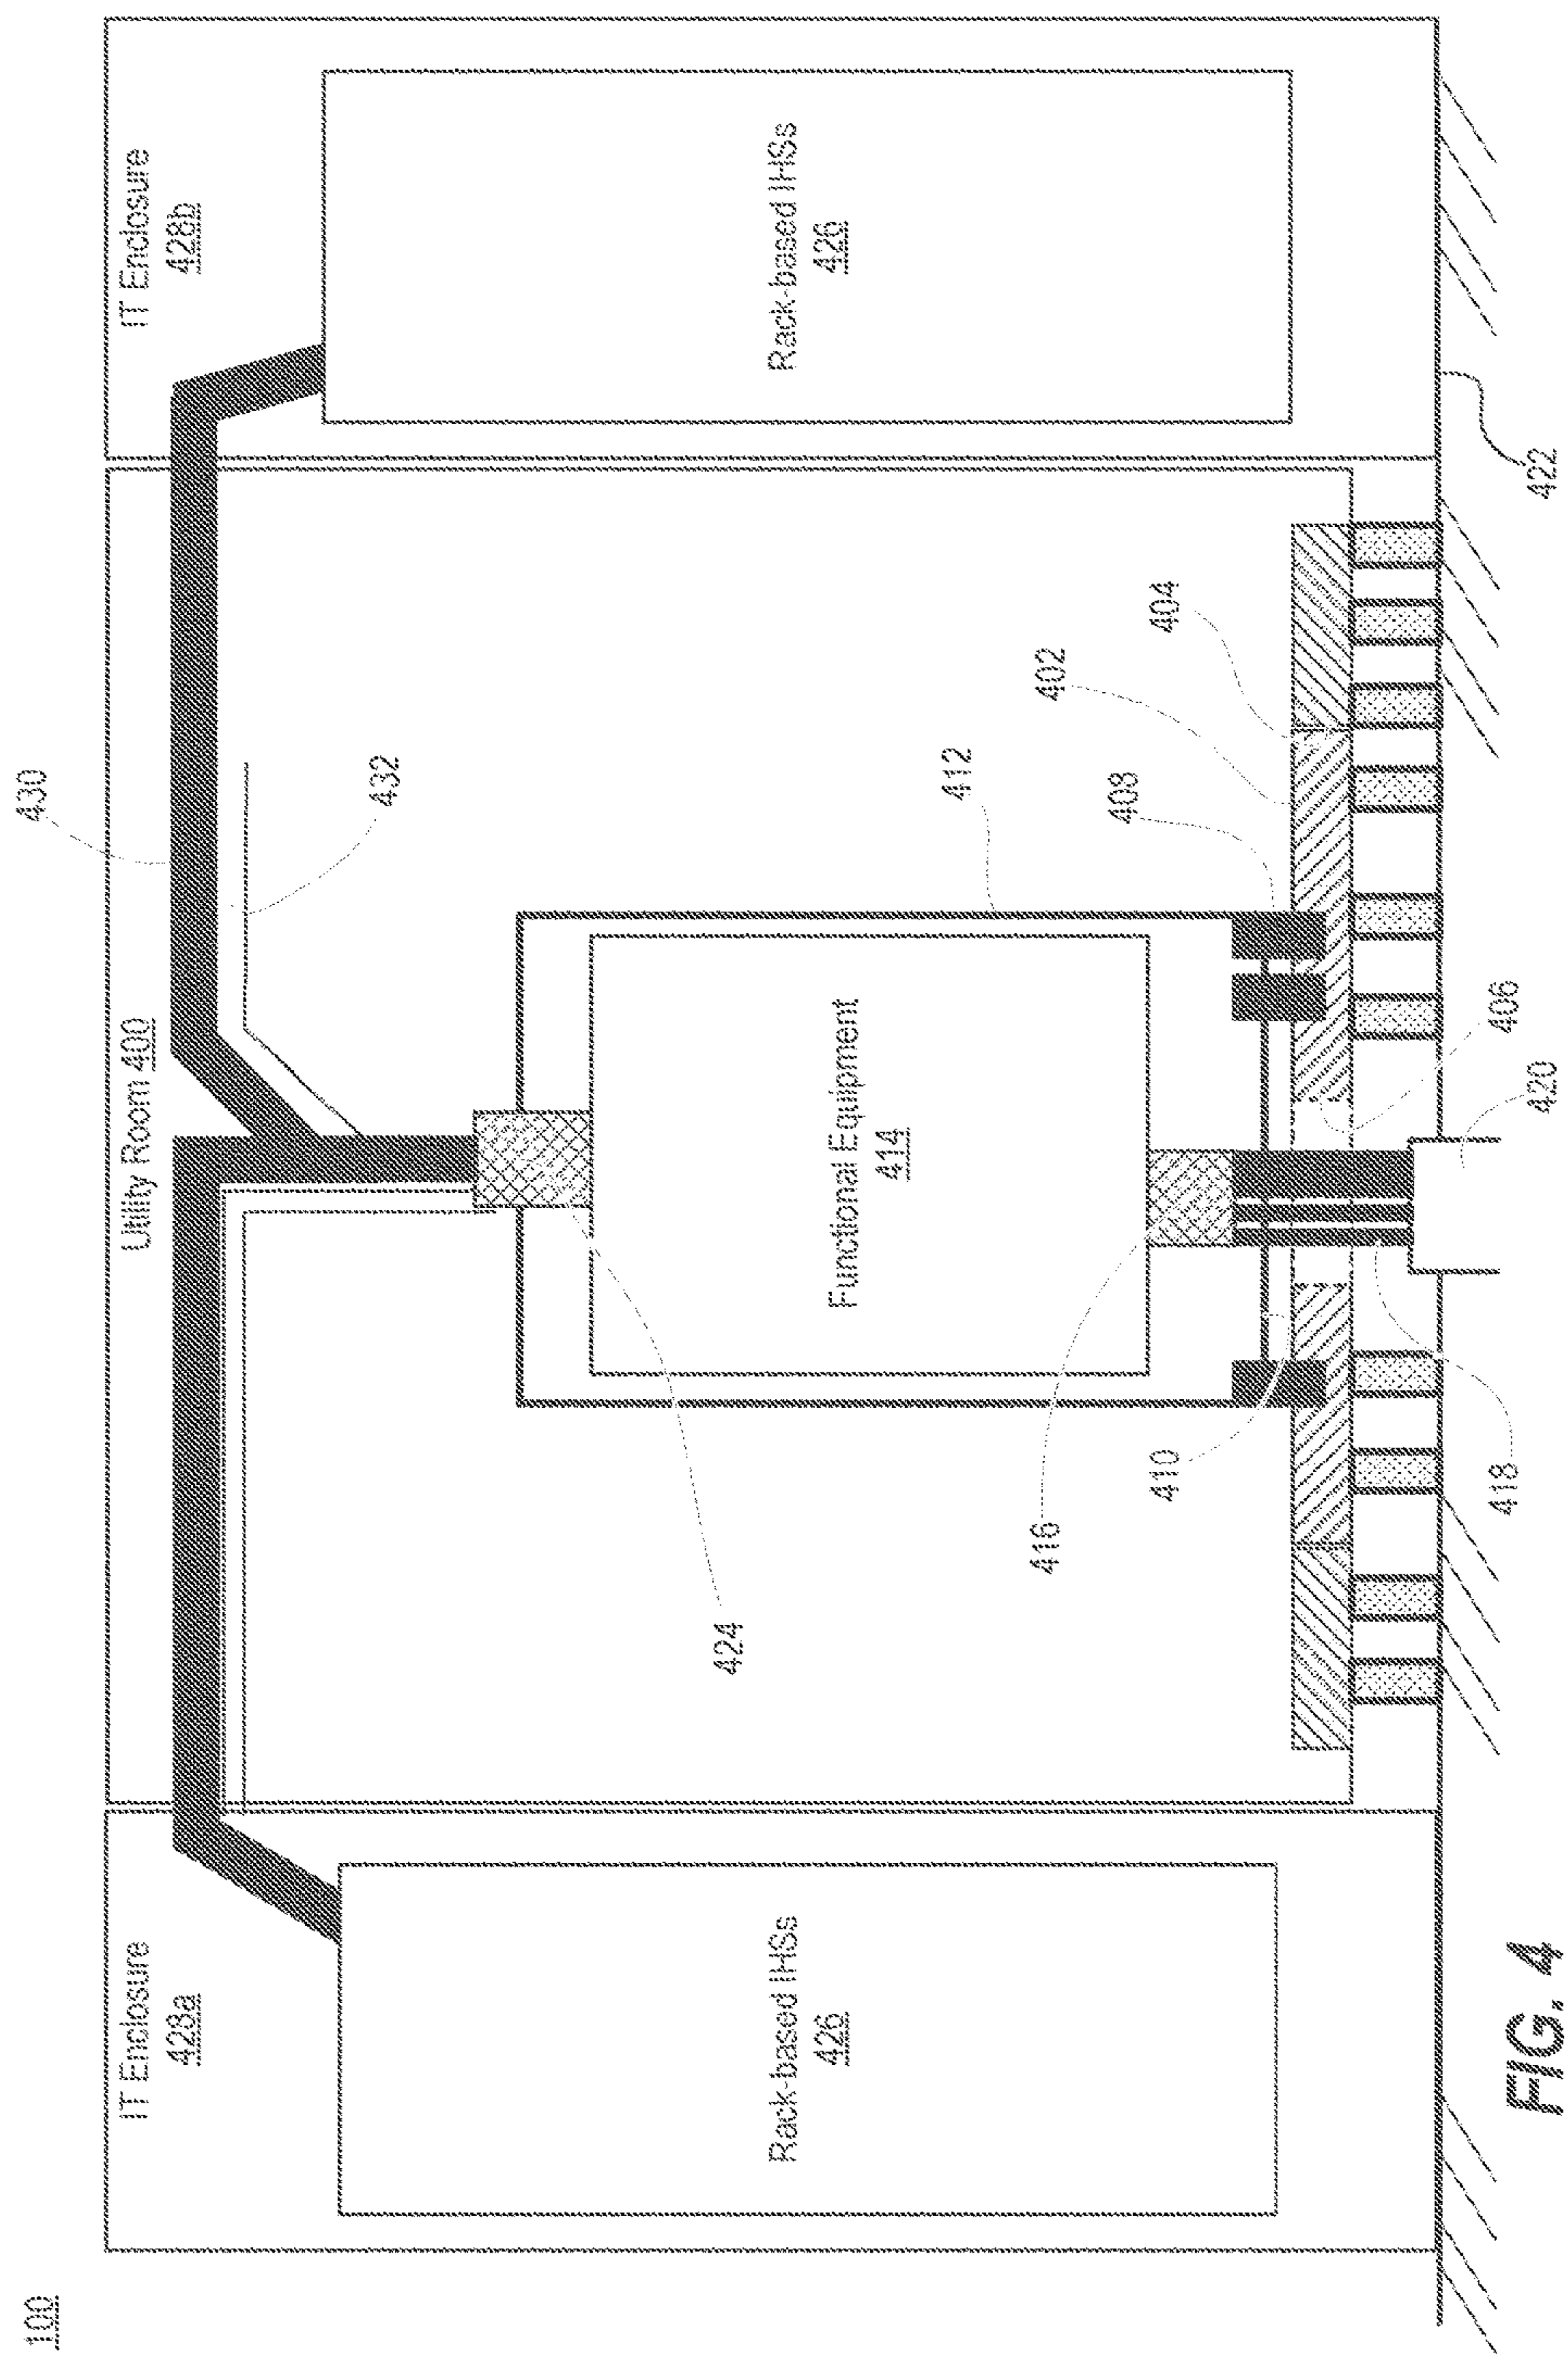 100
430
IT Enclosure
428a
Utility Room 400
IT Enclosure
428b
432
424
412
Rack-based IHSs
426
Functional Equipment
414
Rack-based IHSs
426
416
402
408
404
410
418
406
420
422
FIG. 4